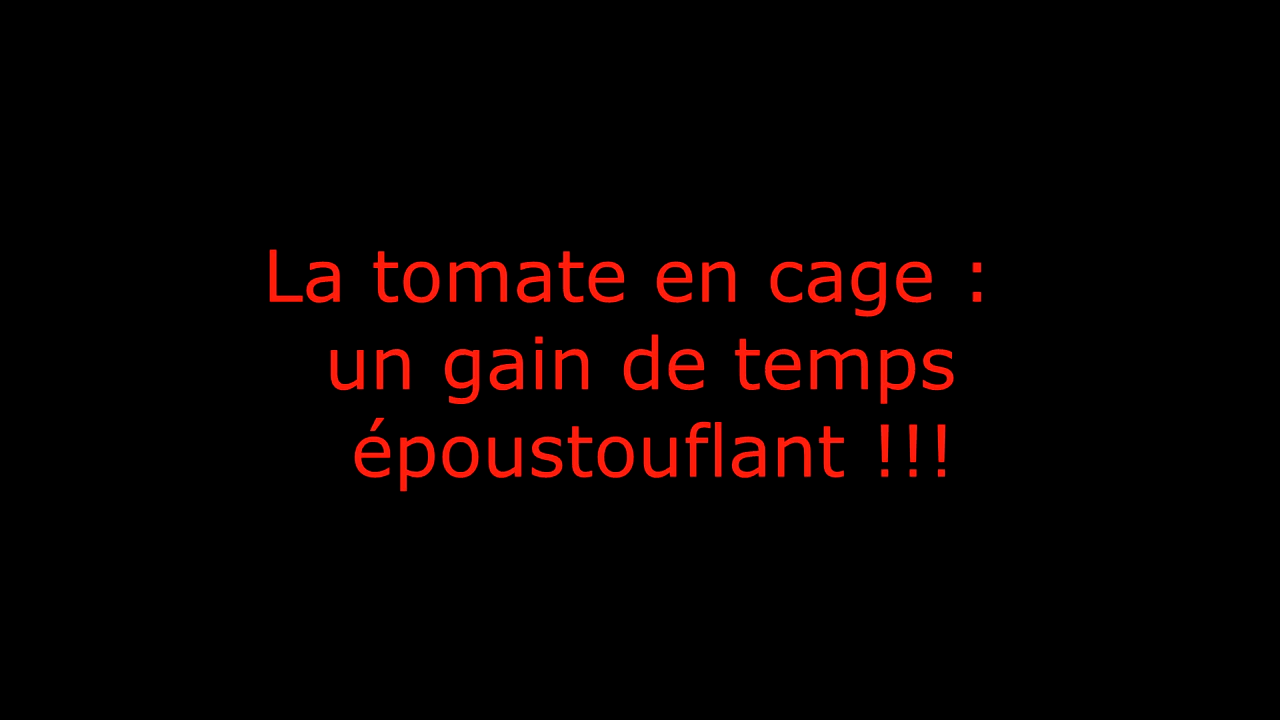 La tomate en cage :
un gain de temps
époustouflant !!!